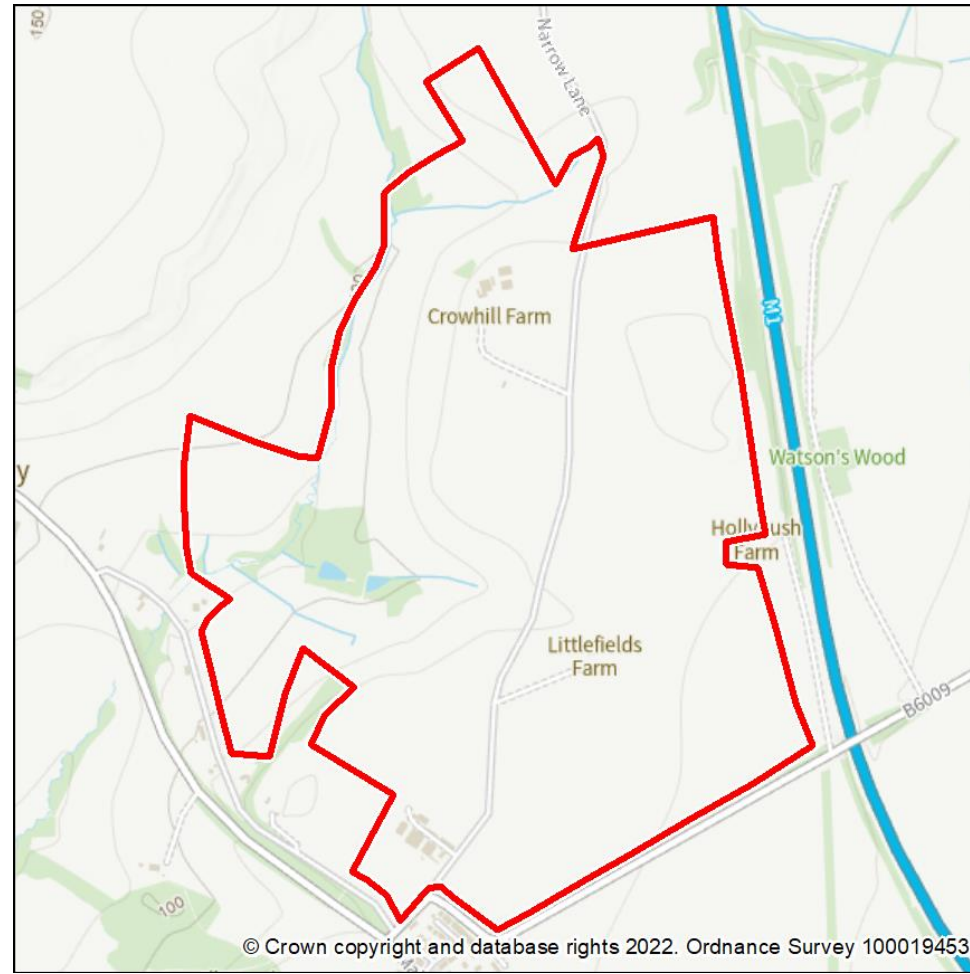 150
Narrow Lane
Crowhill Farm
M1
Watson's Wood
y
Holly
Farm
Littlefields
Farm
B6009
100
© Crown copyright and database rights 2022. Ordnance Survey 100019453